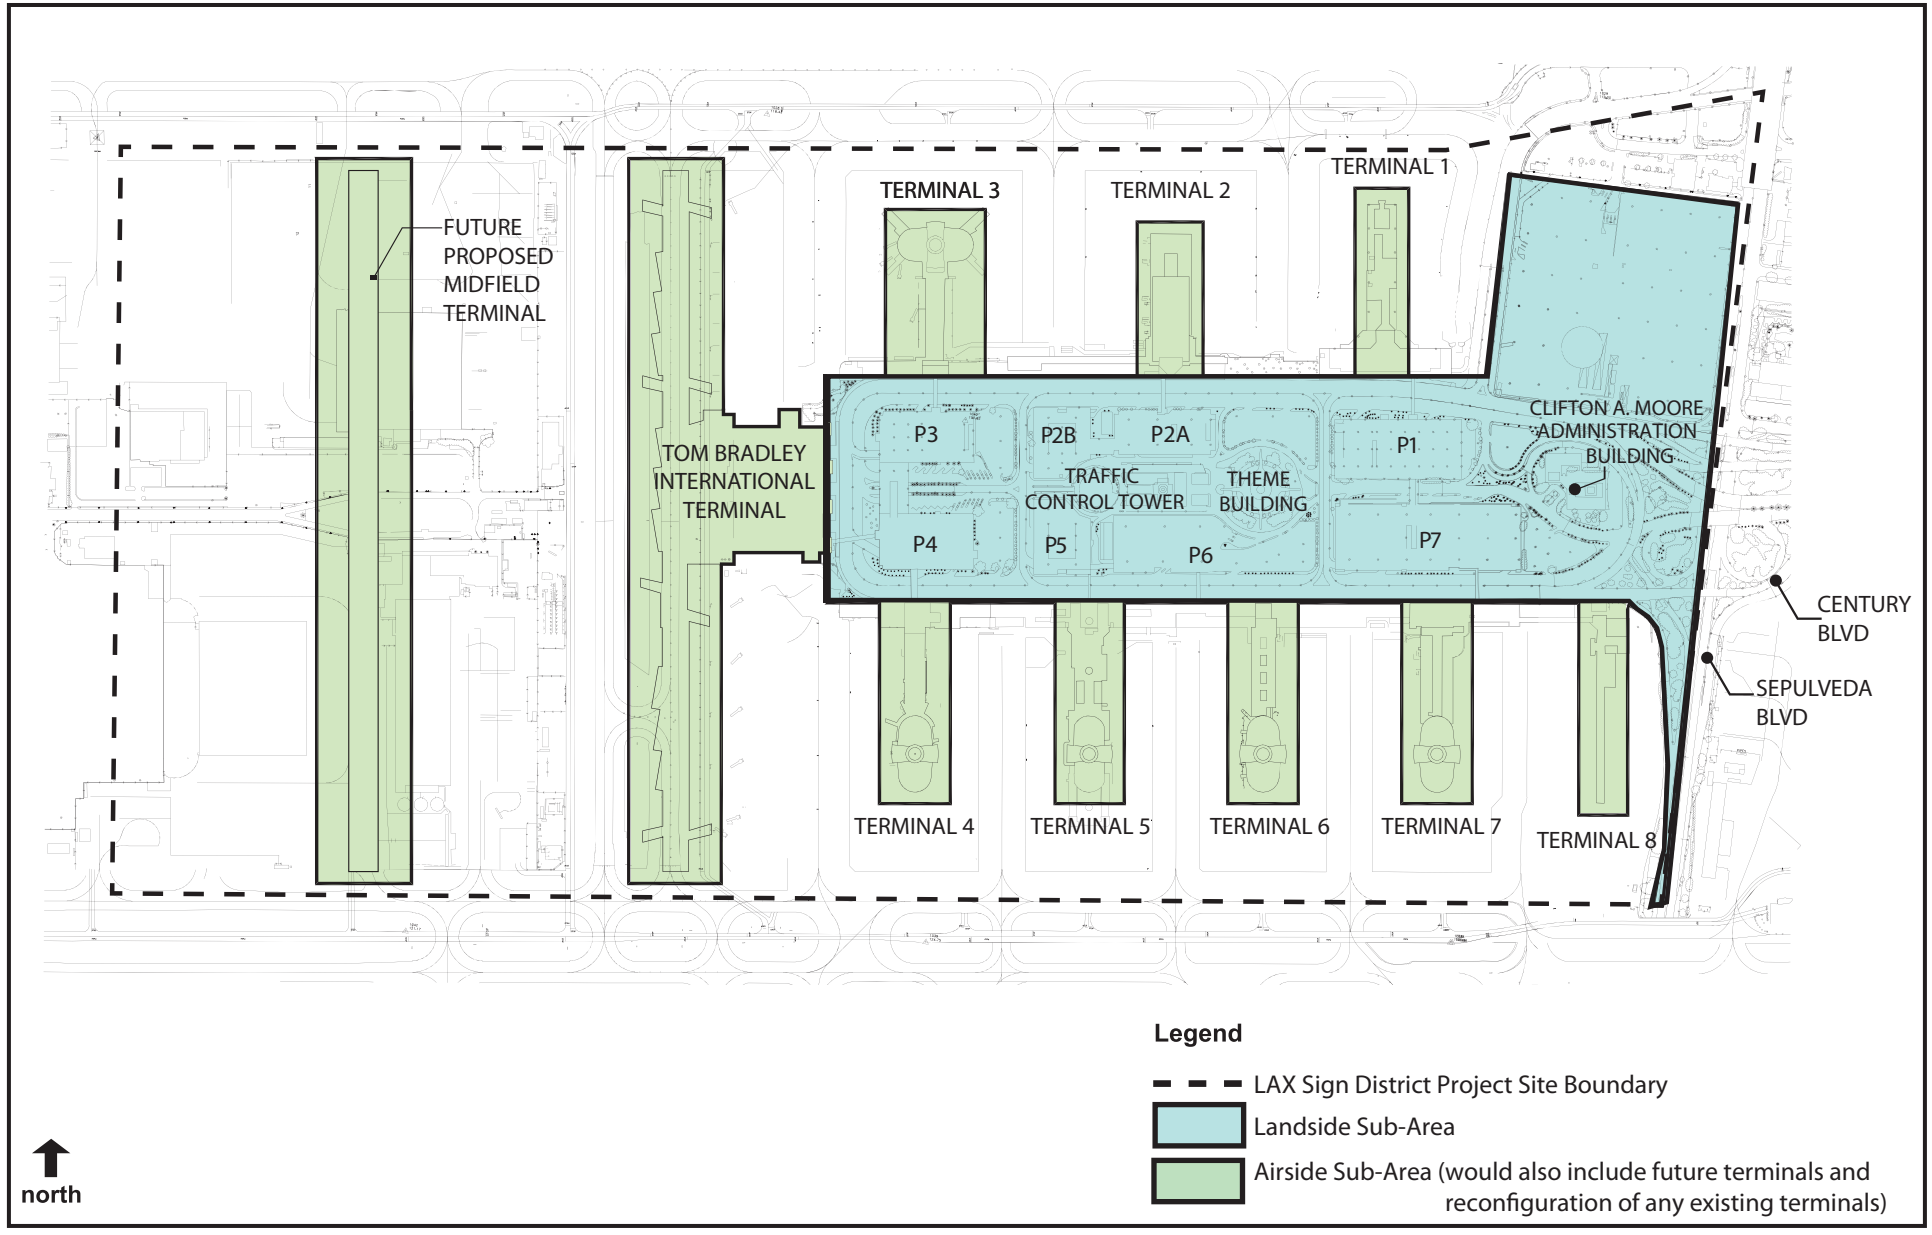 TERMINAL 1
TERMINAL 3
TERMINAL 2
FUTURE
PROPOSED
MIDFIELD
TERMINAL
CLIFTON A. MOORE
ADMINISTRATION
BUILDING
P3
P2B
P2A
P1
TOM BRADLEY
INTERNATIONAL
TERMINAL
TRAFFIC
CONTROL TOWER
THEME
BUILDING
P4
P5
P6
P7
CENTURY
BLVD
SEPULVEDA
BLVD
TERMINAL 4
TERMINAL 5
TERMINAL 6
TERMINAL 7
TERMINAL 8
Legend
LAX Sign District Project Site Boundary
Landside Sub-Area
Airside Sub-Area (would also include future terminals and
reconfiguration of any existing terminals)
north